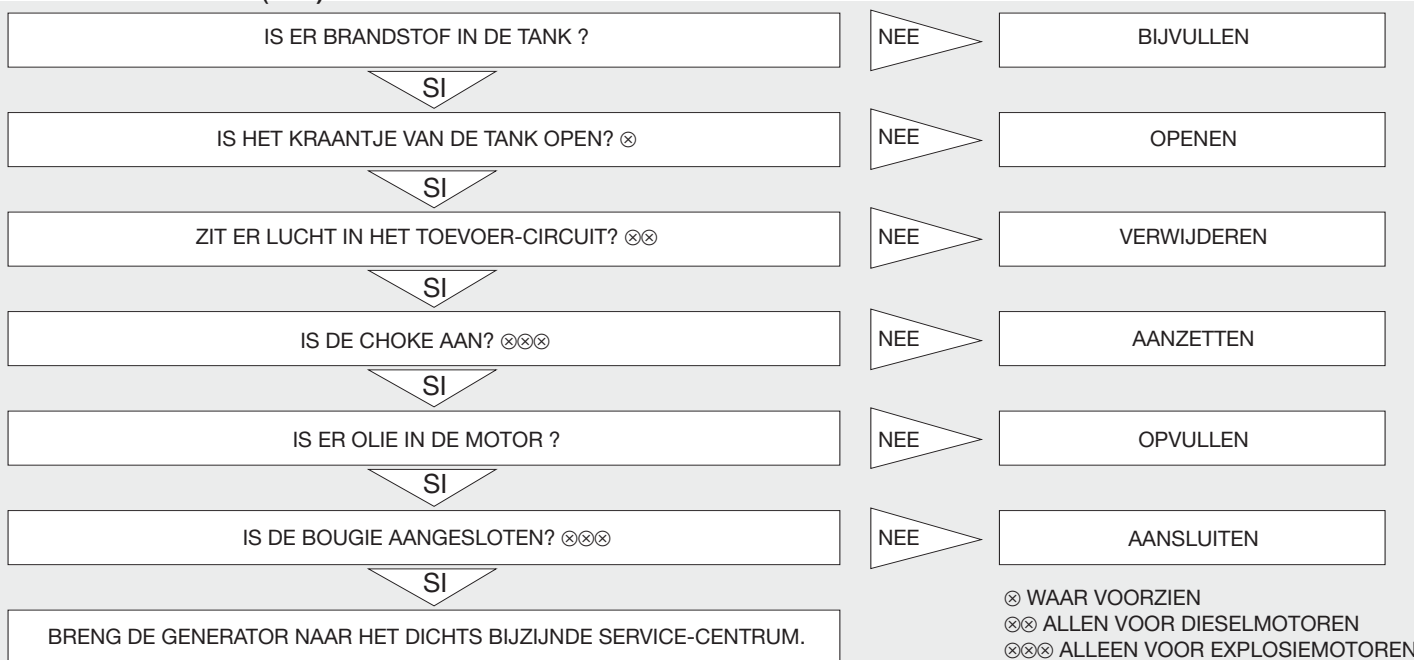 IS ER BRANDSTOF IN DE TANK ?
NEE
BIJVULLEN
SI
IS HET KRAANTJE VAN DE TANK OPEN? ⊗
NEE
OPENEN
SI
ZIT ER LUCHT IN HET TOEVOER-CIRCUIT? ⊗⊗
NEE
VERWIJDEREN
SI
IS DE CHOKE AAN? ⊗⊗⊗
NEE
AANZETTEN
SI
IS ER OLIE IN DE MOTOR ?
NEE
OPVULLEN
SI
IS DE BOUGIE AANGESLOTEN? ⊗⊗⊗
NEE
AANSLUITEN
SI
BRENG DE GENERATOR NAAR HET DICHTS BIJZIJNDE SERVICE-CENTRUM.
⊗ WAAR VOORZIEN
⊗⊗ ALLEN VOOR DIESELMOTOREN
⊗⊗⊗ ALLEEN VOOR EXPLOSIEMOTOREN